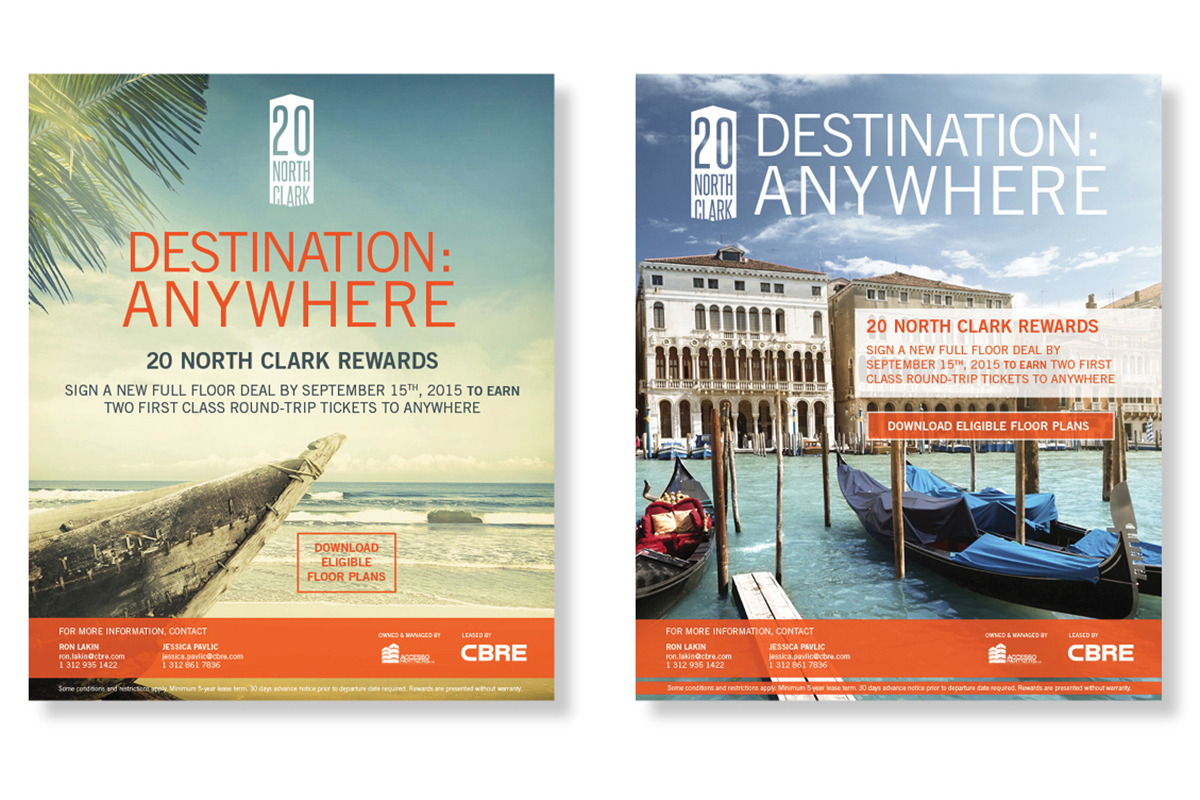 20
NORTH
CLARK
DESTINATION:
ANYWHERE
20 NORTH CLARK REWARDS
SIGN A NEW FULL FLOOR DEAL BY SEPTEMBER 15TH, 2015 TO EARN
TWO FIRST CLASS ROUND-TRIP TICKETS TO ANYWHERE
DOWNLOAD
ELIGIBLE
FLOOR PLANS
FOR MORE INFORMATION, CONTACT
RON LAKIN
ron.lakin@cbre.com
1 312 935 1422
JESSICA PAVLIC
jessica.pavlic@cbre.com
1 312 861 7836
OWNED & MANAGED BY
ACCESSO
PARTNERS
LEASED BY
CBRE
Some conditions and restrictions apply. Minimum 5-year lease term. 30 days advance notice prior to departure date required. Rewards are presented without warranty.
20
NORTH
CLARK
DESTINATION:
ANYWHERE
20 NORTH CLARK REWARDS
SIGN A NEW FULL FLOOR DEAL BY
SEPTEMBER 15TH, 2015 TO EARN TWO FIRST
CLASS ROUND-TRIP TICKETS TO ANYWHERE
DOWNLOAD ELIGIBLE FLOOR PLANS
FOR MORE INFORMATION, CONTACT
RON LAKIN
ron.lakin@cbre.com
1 312 935 1422
JESSICA PAVLIC
jessica.pavlic@cbre.com
1 312 861 7836
OWNED & MANAGED BY
ACCESSO
PARTNERS
LEASED BY
CBRE
Some conditions and restrictions apply. Minimum 5-year lease term. 30 days advance notice prior to departure date required. Rewards are presented without warranty.